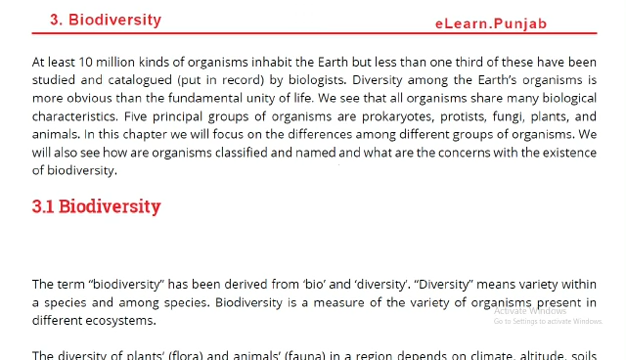 3. Biodiversity
eLearn.Punjab
At least 10 million kinds of organisms inhabit the Earth but less than one third of these have been
studied and catalogued (put in record) by biologists. Diversity among the Earth’s organisms is
more obvious than the fundamental unity of life. We see that all organisms share many biological
characteristics. Five principal groups of organisms are prokaryotes, protists, fungi, plants, and
animals. In this chapter we will focus on the differences among different groups of organisms. We
will also see how are organisms classified and named and what are the concerns with the existence
of biodiversity.
3.1 Biodiversity
The term “biodiversity” has been derived from ‘bio’ and ‘diversity’. “Diversity” means variety within
a species and among species. Biodiversity is a measure of the variety of organisms present in
different ecosystems.
Activate Windows
Go to Settings to activate Windows.
The diversity of plants’ (flora) and animals’ (fauna) in a region depends on climate, altitude, soils